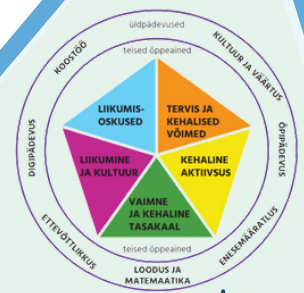 üldpädevused
teised õppeained
KOOSTÖÖ
KULTUUR JA VÄÄRTUS
LIIKUMIS-
OSKUSED
TERVIS JA
KEHALISED
VÕIMED
DIGIPÄDEVUS
ÕPIPÄDEVUS
LIIKUMINE
JA KULTUUR
KEHALINE
AKTIIVSUS
VAIMNE
JA KEHALINE
TASAKAAL
ETTEVÕTLIKKUS
ENESEMÄÄRATLUS
teised õppeained
LOODUS JA
MATEMAATIKA